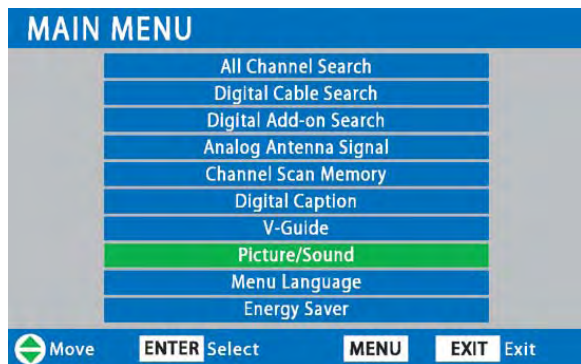 MAIN MENU
All Channel Search
Digital Cable Search
Digital Add-on Search
Analog Antenna Signal
Channel Scan Memory
Digital Caption
V-Guide
Picture/Sound
Menu Language
Energy Saver
Move ENTER Select MENU EXIT Exit